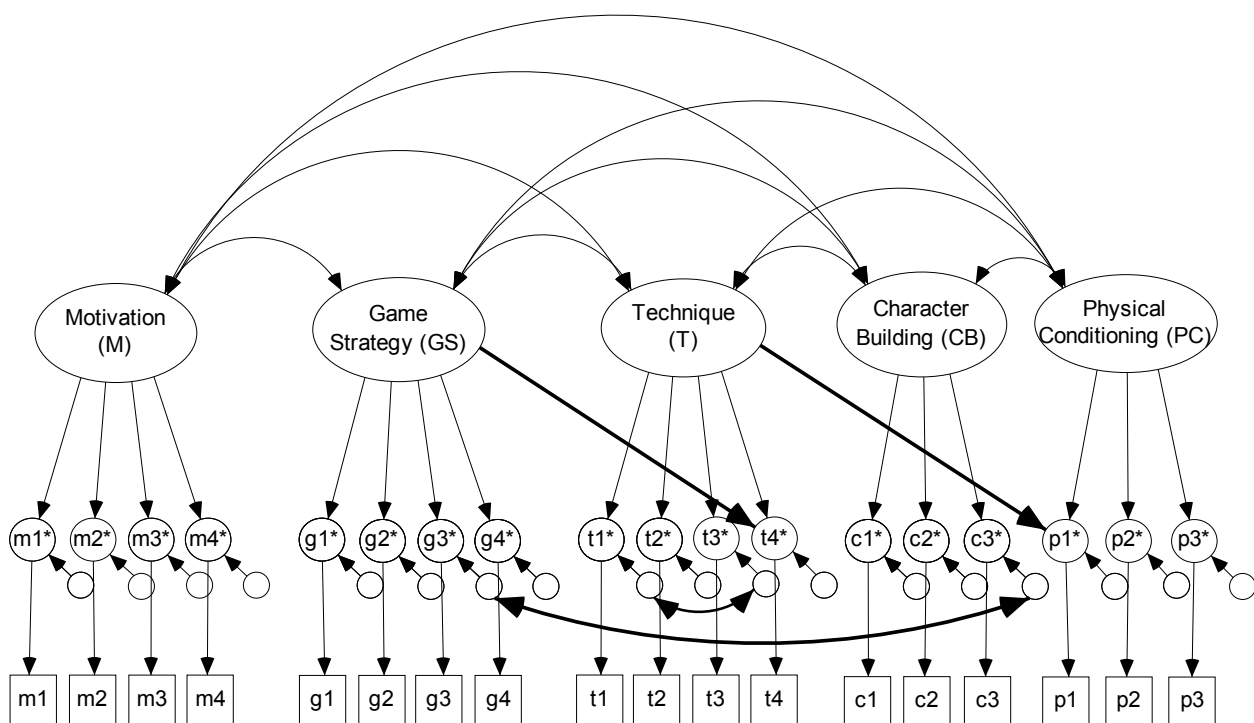 Motivation
(M)
Game
Strategy (GS)
Technique
(T)
Character
Building (CB)
Physical
Conditioning (PC)
m1* m2* m3* m4* g1* g2* g3* g4* t1* t2* t3* t4* c1* c2* c3* p1* p2* p3*
m1 m2 m3 m4 g1 g2 g3 g4 t1 t2 t3 t4 c1 c2 c3 p1 p2 p3